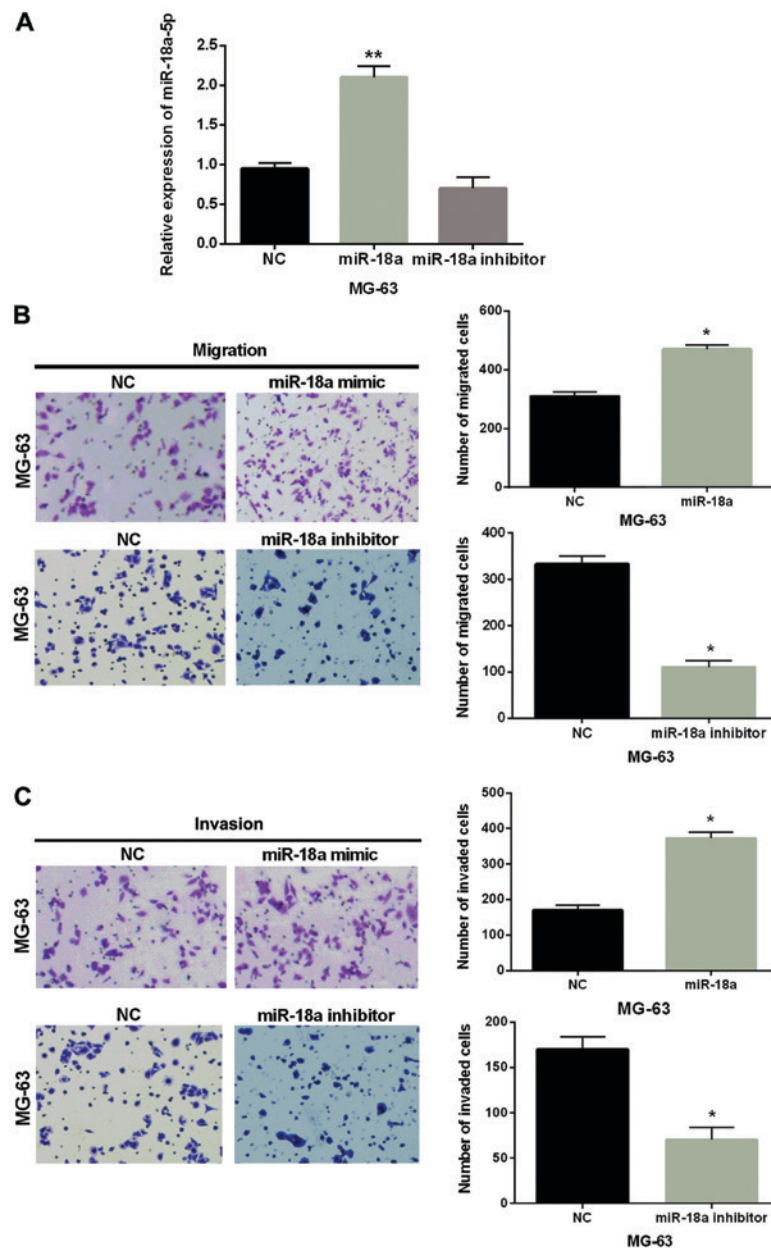 A
Relative expression of miR-18a-5p
2.5
2.0
1.5
1.0
0.5
0.0
**
NC
miR-18a
miR-18a inhibitor
MG-63
B
Migration
NC
miR-18a mimic
MG-63
NC
miR-18a inhibitor
MG-63
Number of migrated cells
600
400
200
0
*
NC
miR-18a
MG-63
Number of migrated cells
400
300
200
100
0
*
NC
miR-18a inhibitor
MG-63
C
Invasion
NC
miR-18a mimic
MG-63
NC
miR-18a inhibitor
MG-63
Number of invaded cells
500
400
300
200
100
0
*
NC
miR-18a
MG-63
Number of invaded cells
200
150
100
50
0
*
NC
miR-18a inhibitor
MG-63